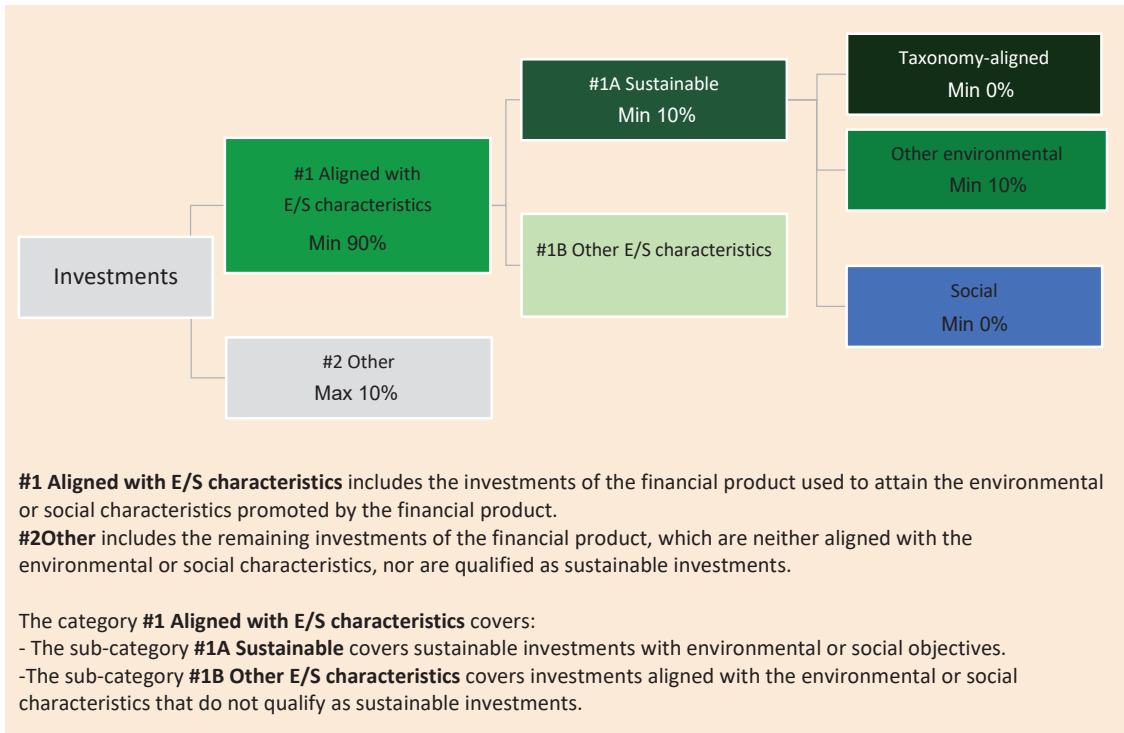 Investments
#1 Aligned with
E/S characteristics
Min 90%
#2 Other
Max 10%
#1A Sustainable
Min 10%
#1B Other E/S characteristics
Taxonomy-aligned
Min 0%
Other environmental
Min 10%
Social
Min 0%
#1 Aligned with E/S characteristics includes the investments of the financial product used to attain the environmental
or social characteristics promoted by the financial product.
#2Other includes the remaining investments of the financial product, which are neither aligned with the
environmental or social characteristics, nor are qualified as sustainable investments.
The category #1 Aligned with E/S characteristics covers:
- The sub-category #1A Sustainable covers sustainable investments with environmental or social objectives.
-The sub-category #1B Other E/S characteristics covers investments aligned with the environmental or social
characteristics that do not qualify as sustainable investments.